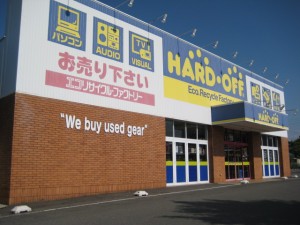 パソコン
AUDIO
TV
VISUAL
お売り下さい
エコリサイクル・ファクトリー
HARD-OFF
Eco.Recycle Factory
"We buy used gear"
HARD-OFF